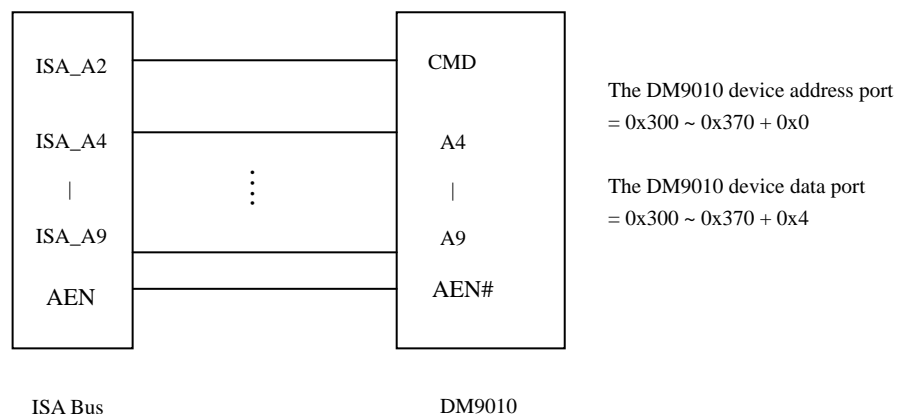 ISA_A2
ISA_A4
|
ISA_A9
AEN
CMD
A4
|
A9
AEN#
The DM9010 device address port
= 0x300 ~ 0x370 + 0x0
The DM9010 device data port
= 0x300 ~ 0x370 + 0x4
ISA Bus
DM9010